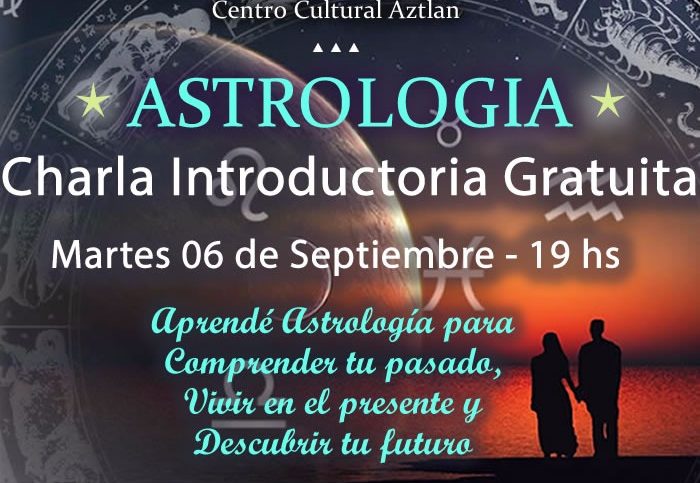 Centro Cultural Aztlan
ASTROLOGIA
Charla Introductoria Gratuita
Martes 06 de Septiembre - 19 hs
Aprendé Astrología para
Comprender tu pasado,
Vivir en el presente y
Descubrir tu futuro